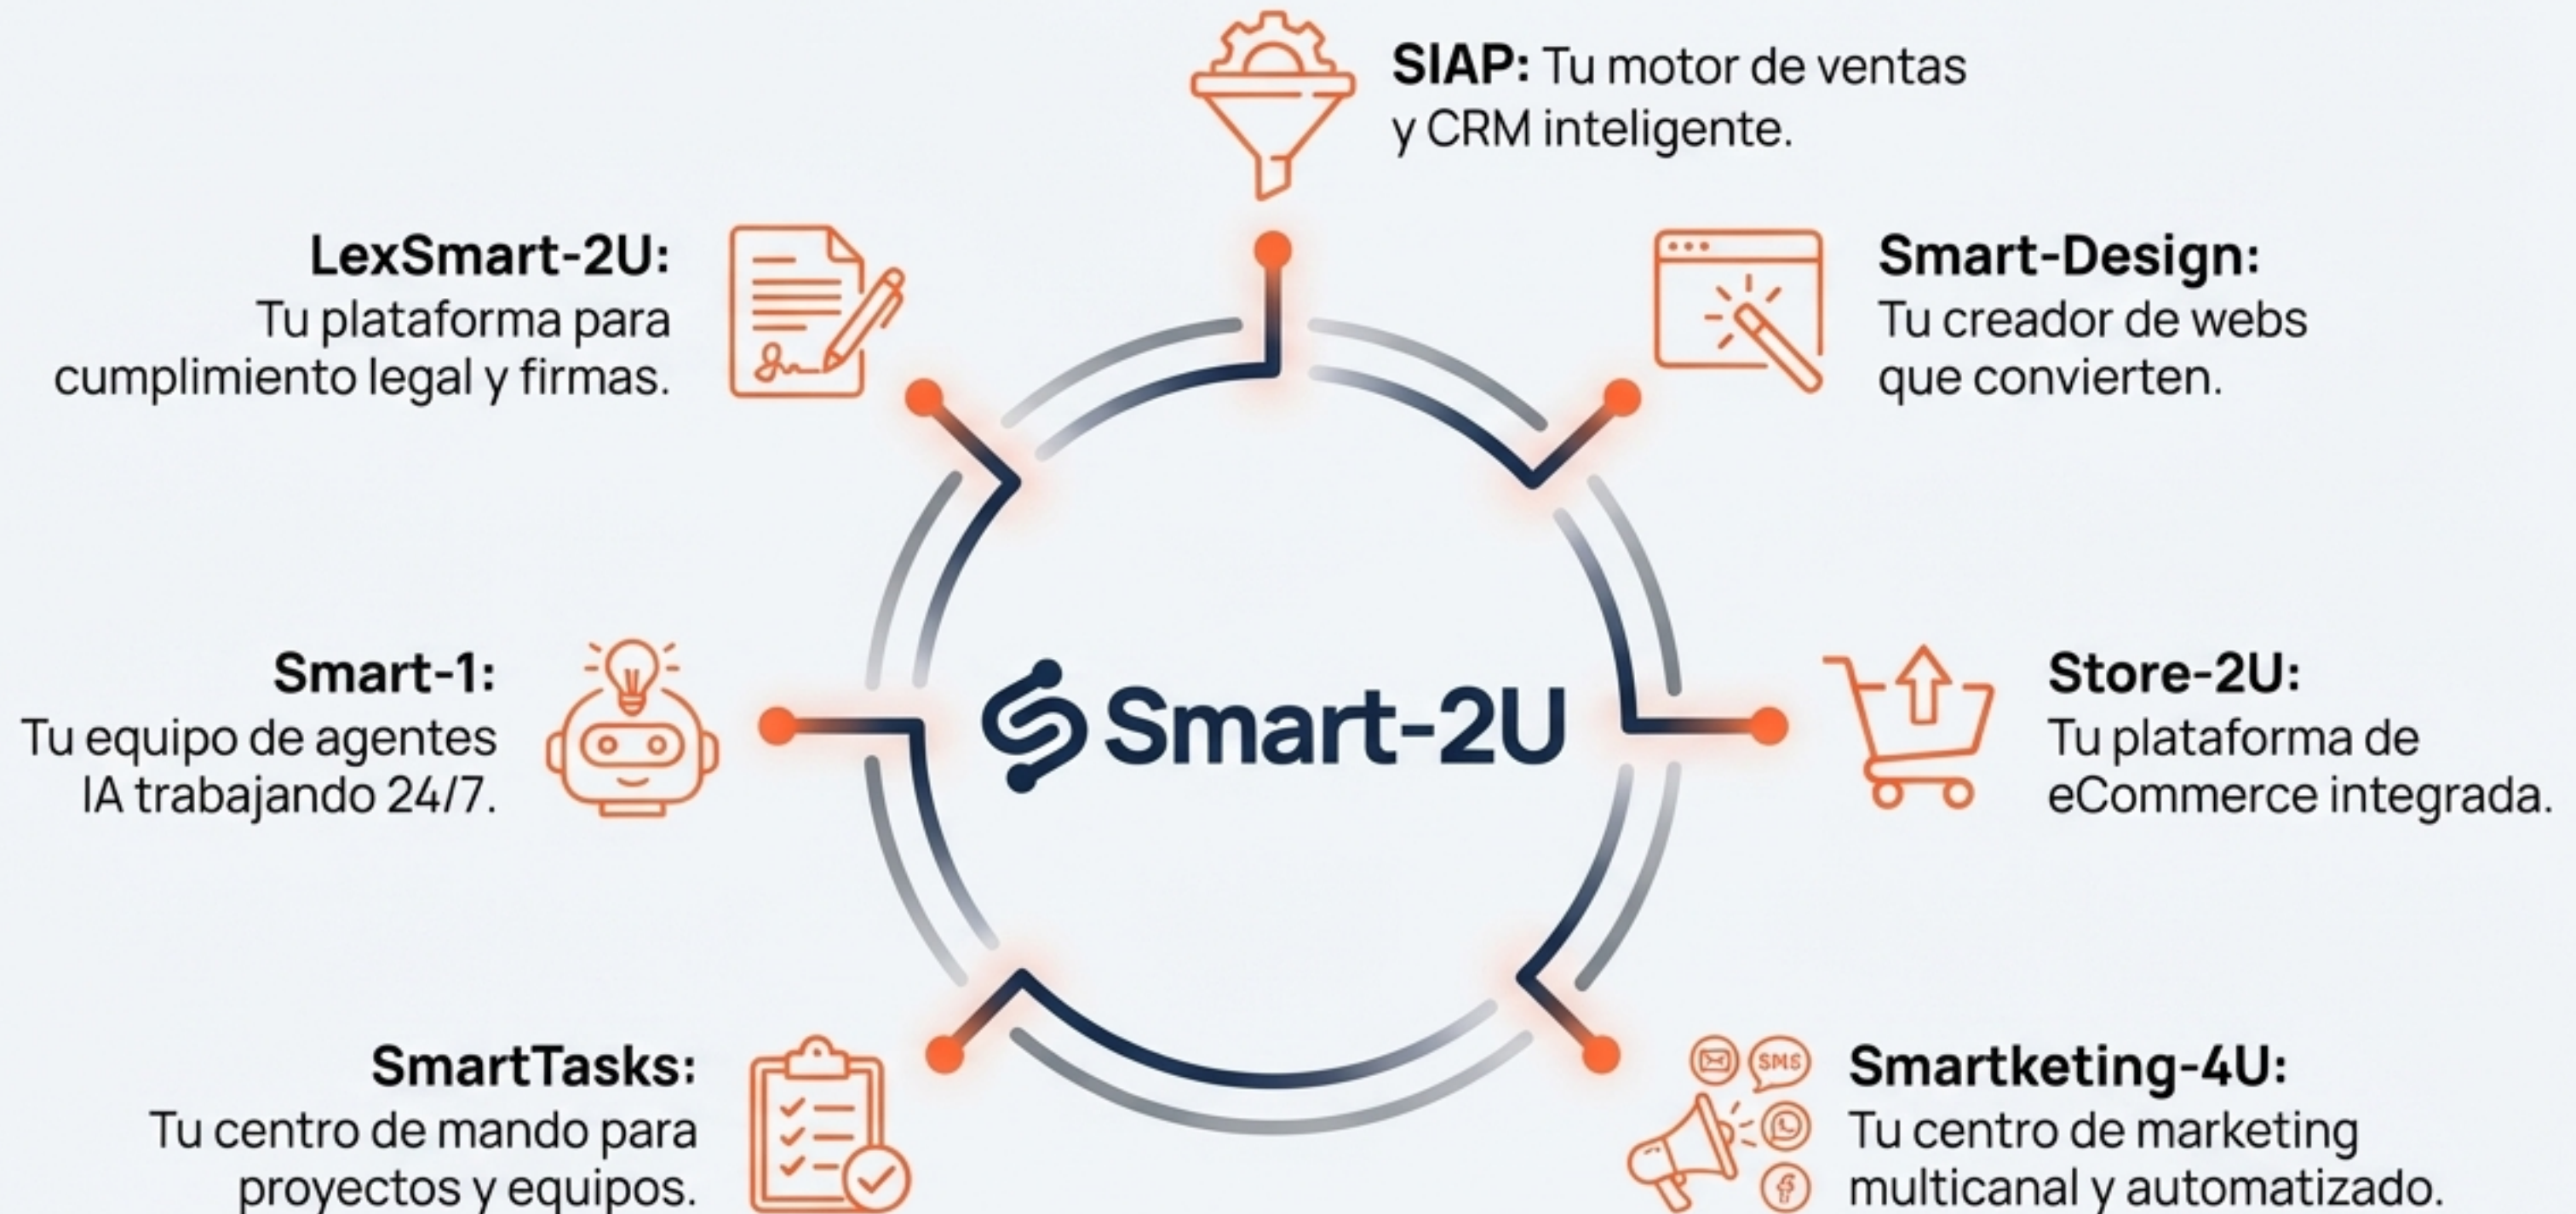 SIAP: Tu motor de ventas
y CRM inteligente.
LexSmart-2U:
Tu plataforma para
cumplimiento legal y firmas.
Smart-Design:
Tu creador de webs
que convierten.
Smart-1:
Tu equipo de agentes
IA trabajando 24/7.
Smart-2U
Store-2U:
Tu plataforma de
eCommerce integrada.
SmartTasks:
Tu centro de mando para
proyectos y equipos.
SMS
Smartketing-4U:
Tu centro de marketing
multicanal y automatizado.